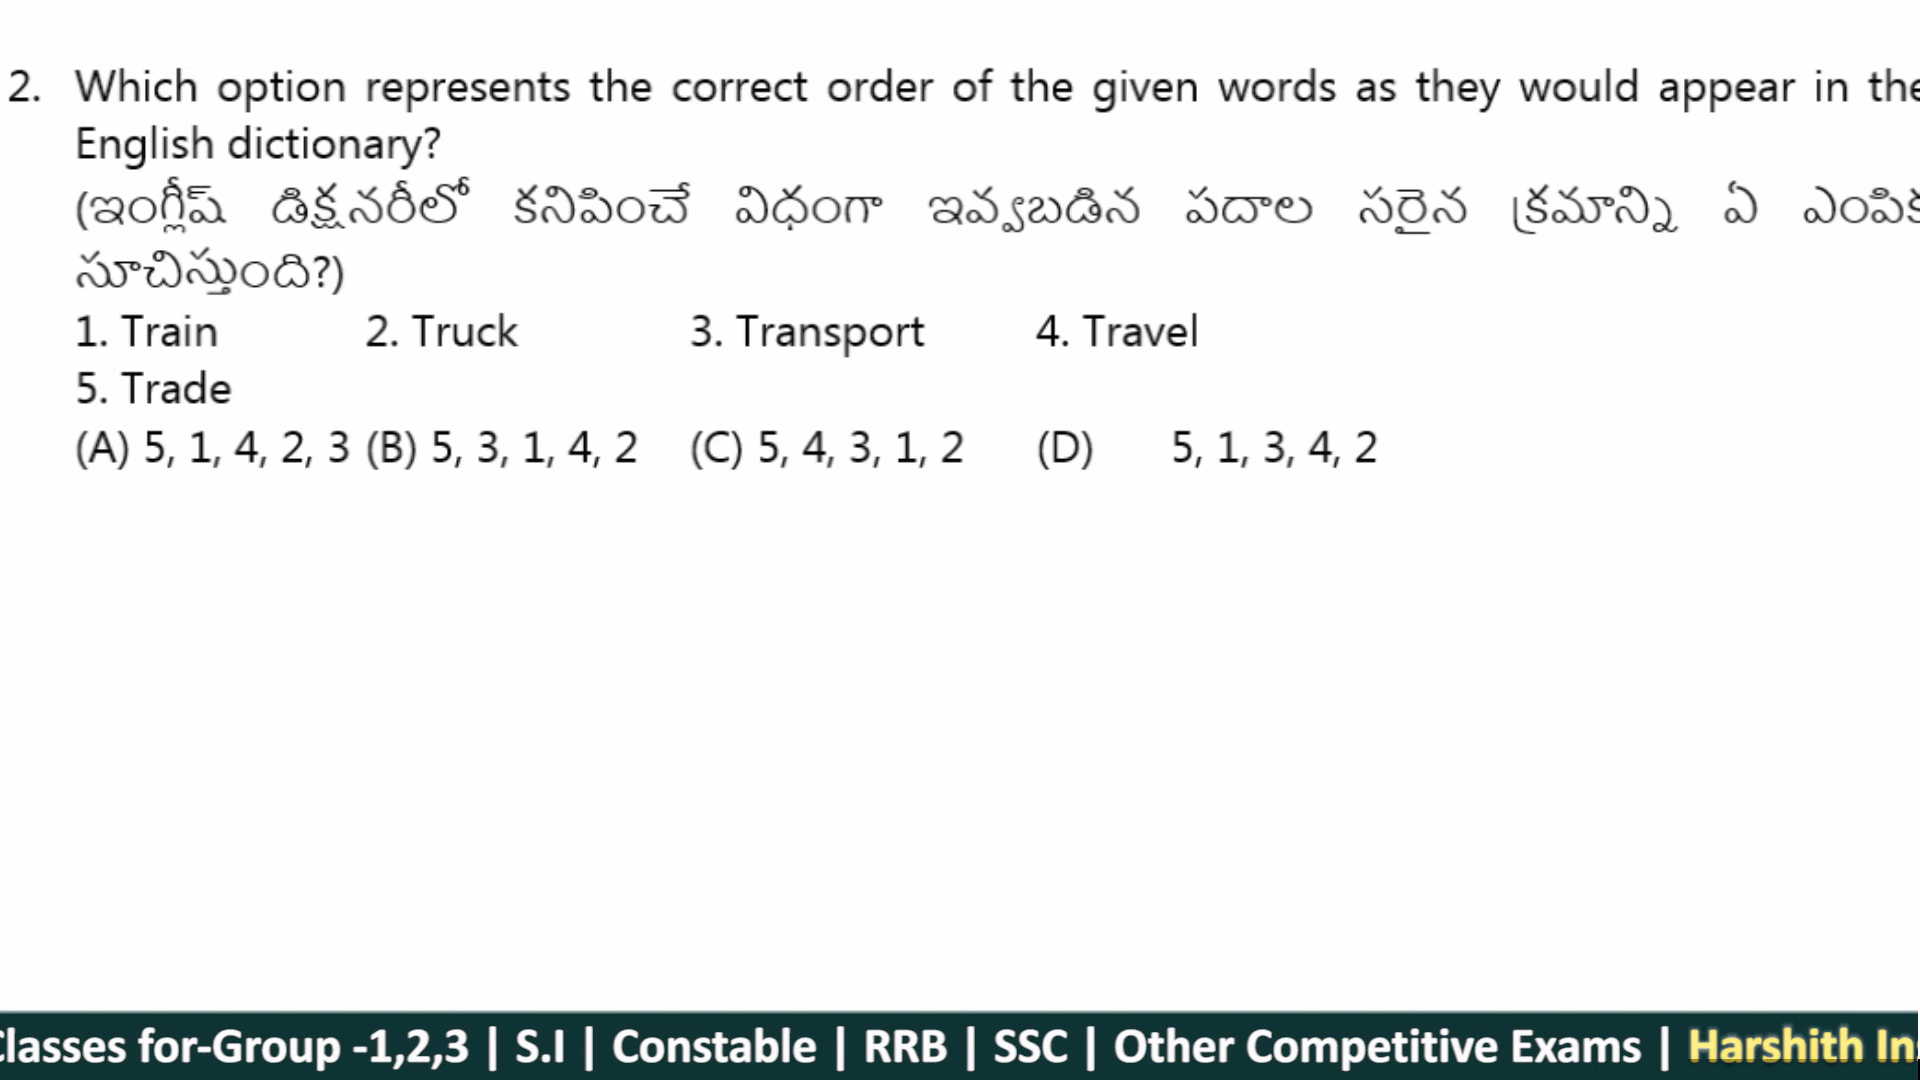 2. Which option represents the correct order of the given words as they would appear in the
English dictionary?
(ఇంగ్లీష్ డిక్షనరీలో కనిపించే విధంగా ఇవ్వబడిన పదాల సరైన క్రమాన్ని ఏ ఎంపిక
సూచిస్తుంది?)
1. Train 2. Truck 3. Transport 4. Travel
5. Trade
(A) 5, 1, 4, 2, 3 (B) 5, 3, 1, 4, 2 (C) 5, 4, 3, 1, 2 (D) 5, 1, 3, 4, 2
Classes for-Group -1,2,3 | S.I | Constable | RRB | SSC | Other Competitive Exams | Harshith